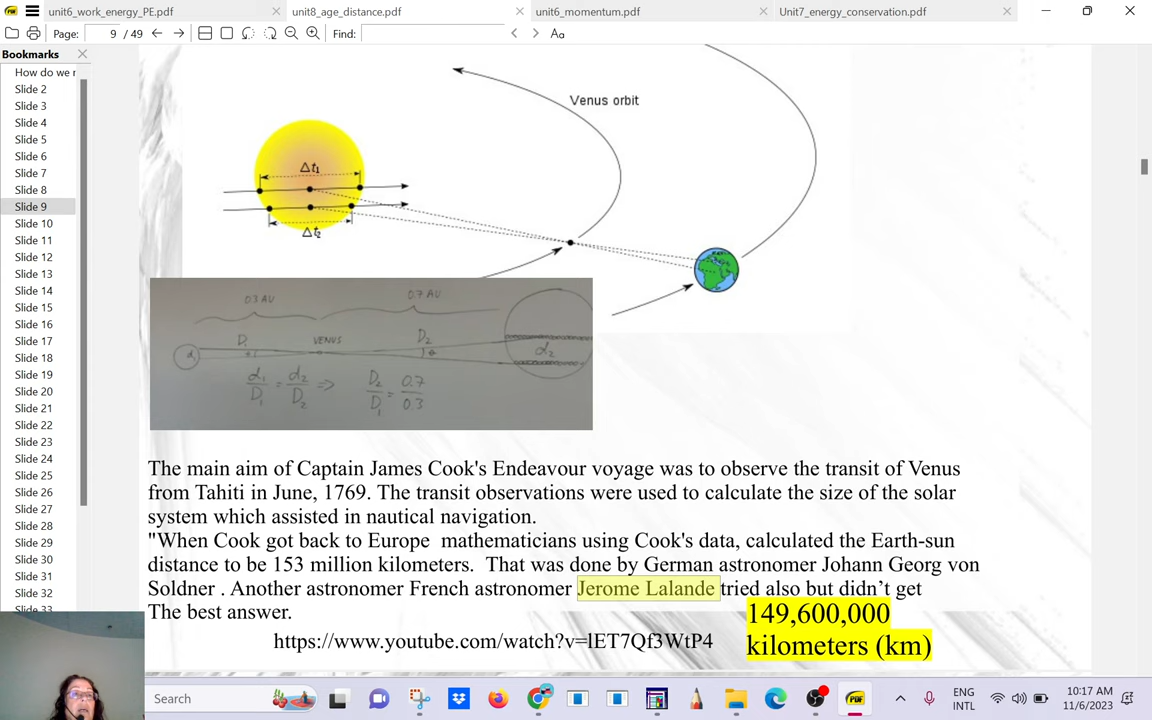 unit6_work_energy_PE.pdf
unit8_age_distance.pdf
unit6_momentum.pdf
Unit7_energy_conservation.pdf
Page: 9 / 49
Find:
Aa
Bookmarks
How do we r
Slide 2
Slide 3
Slide 4
Slide 5
Slide 6
Slide 7
Slide 8
Slide 9
Slide 10
Slide 11
Slide 12
Slide 13
Slide 14
Slide 15
Slide 16
Slide 17
Slide 18
Slide 19
Slide 20
Slide 21
Slide 22
Slide 23
Slide 24
Slide 25
Slide 26
Slide 27
Slide 28
Slide 29
Slide 30
Slide 31
Slide 32
Slide 33
Venus orbit
Δt₁
Δt₂
0.3 AU
0.7 AU
D₁
VENUS
D₂
d₂
d₁/D₁ = d₂/D₂ ⇒ D₂/D₁ = 0.7/0.3
The main aim of Captain James Cook's Endeavour voyage was to observe the transit of Venus
from Tahiti in June, 1769. The transit observations were used to calculate the size of the solar
system which assisted in nautical navigation.
"When Cook got back to Europe mathematicians using Cook's data, calculated the Earth-sun
distance to be 153 million kilometers. That was done by German astronomer Johann Georg von
Soldner . Another astronomer French astronomer Jerome Lalande tried also but didn't get
The best answer.
149,600,000
kilometers (km)
https://www.youtube.com/watch?v=lET7Qf3WtP4
Search
PDF
ENG
INTL
10:17 AM
11/6/2023